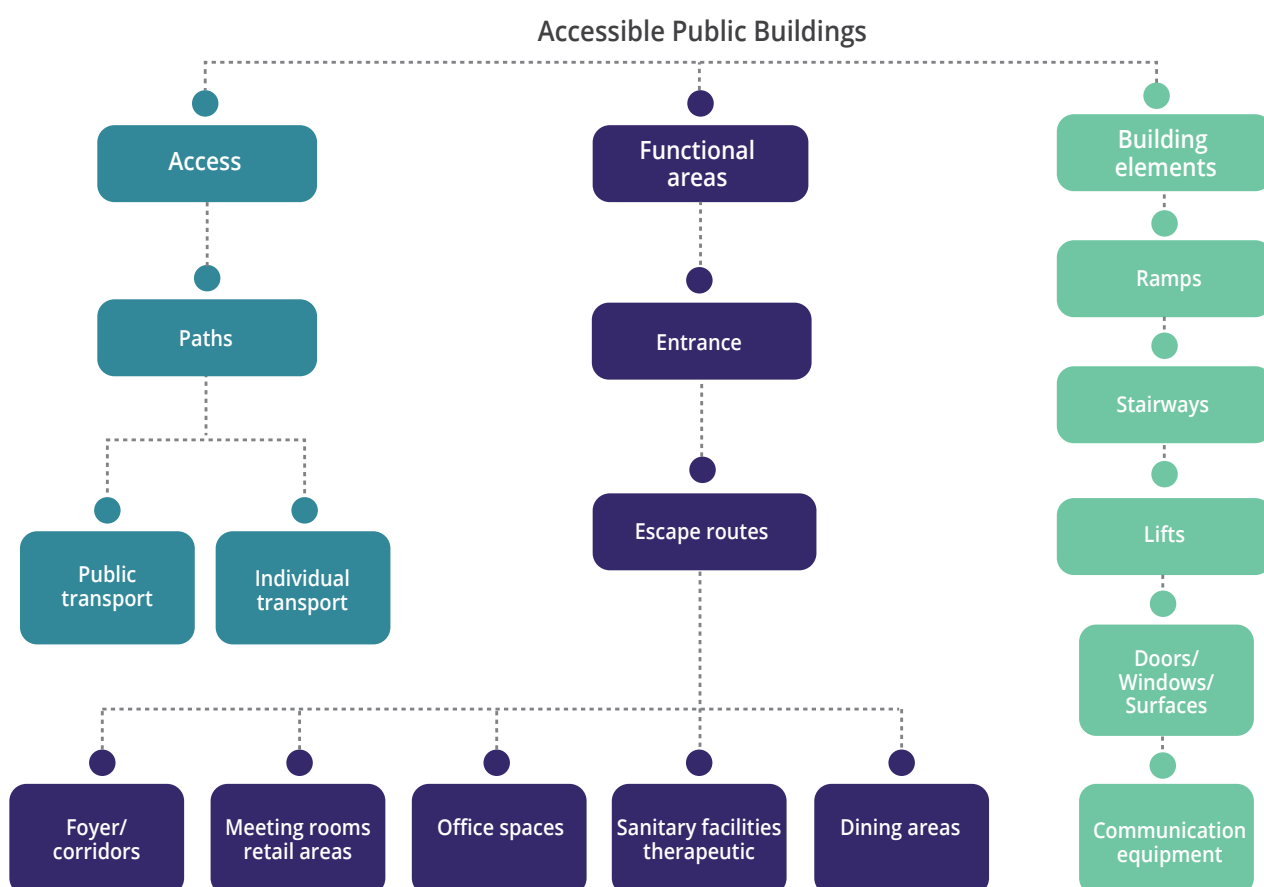 Accessible Public Buildings
Access
Functional
areas
Building
elements
Paths
Entrance
Ramps
Stairways
Public
transport
Individual
transport
Escape routes
Lifts
Doors/
Windows/
Surfaces
Foyer/
corridors
Meeting rooms
retail areas
Office spaces
Sanitary facilities
therapeutic
Dining areas
Communication
equipment